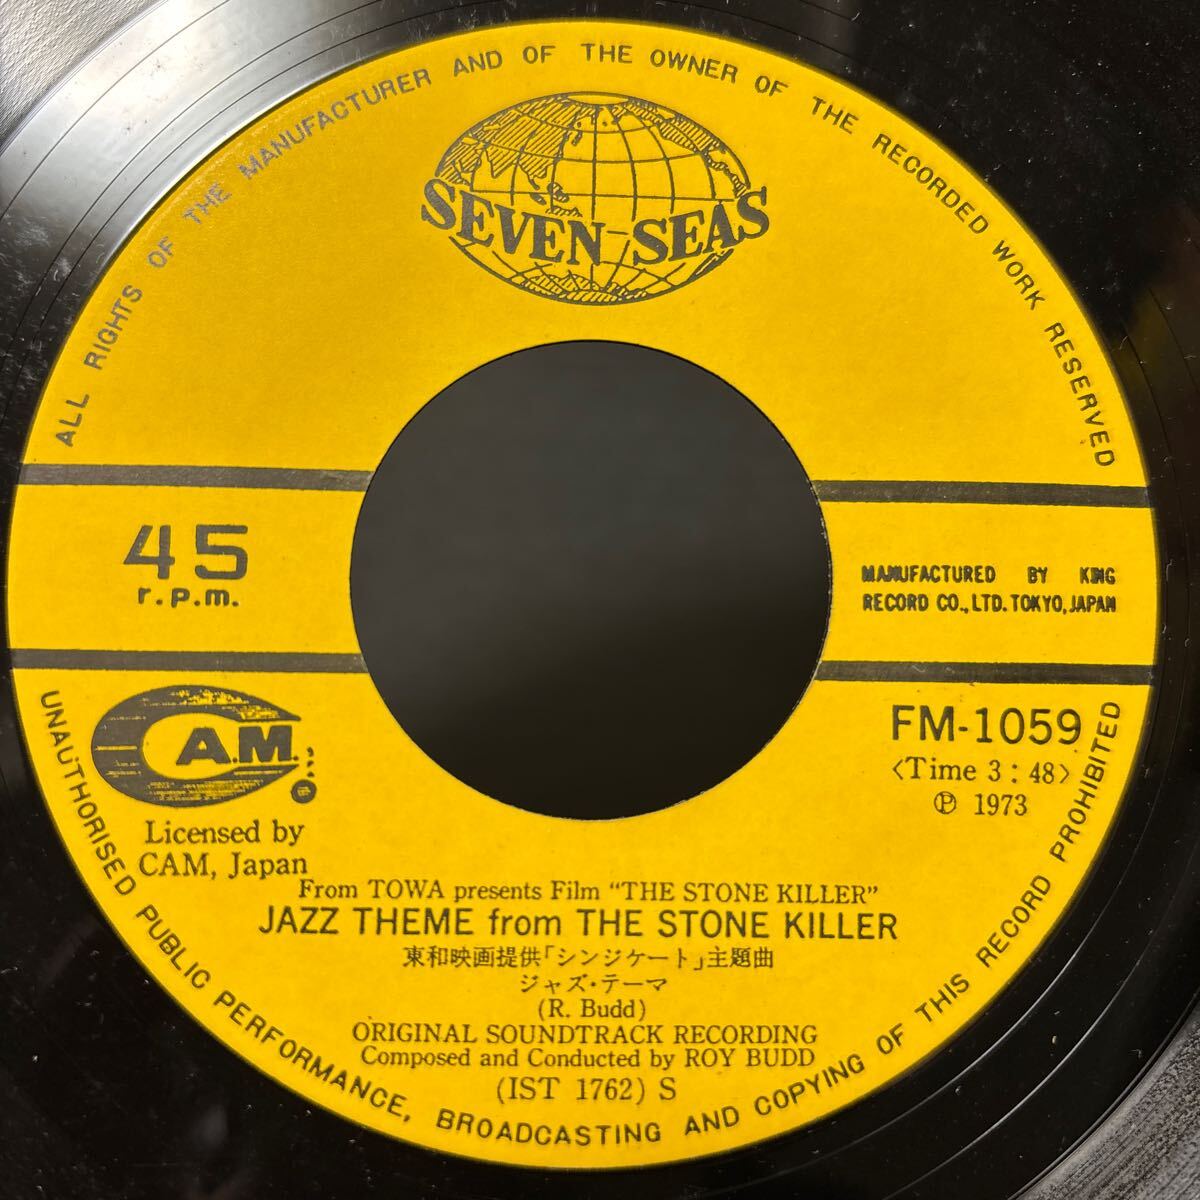 ALL RIGHTS OF THE MANUFACTURER AND OF THE OWNER OF THE RECORDED WORK RESERVED
SEVEN SEAS
45
r.p.m.
MANUFACTURED BY KING
RECORD CO., LTD. TOKYO, JAPAN
C.A.M.
Licensed by
CAM, Japan
FM-1059
〈Time 3 : 48〉
Ⓟ 1973
From TOWA presents Film “THE STONE KILLER”
JAZZ THEME from THE STONE KILLER
東和映画提供「シンジケート」主題曲
ジャズ・テーマ
(R. Budd)
ORIGINAL SOUNDTRACK RECORDING
Composed and Conducted by ROY BUDD
(IST 1762) S
UNAUTHORISED PUBLIC PERFORMANCE, BROADCASTING AND COPYING OF THIS RECORD PROHIBITED